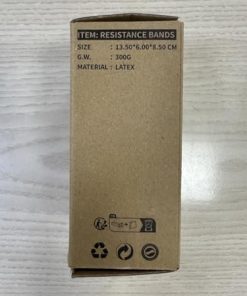 ITEM: RESISTANCE BANDS
SIZE : 13.50*6.00*8.50 CM
G.W. : 300G
MATERIAL : LATEX